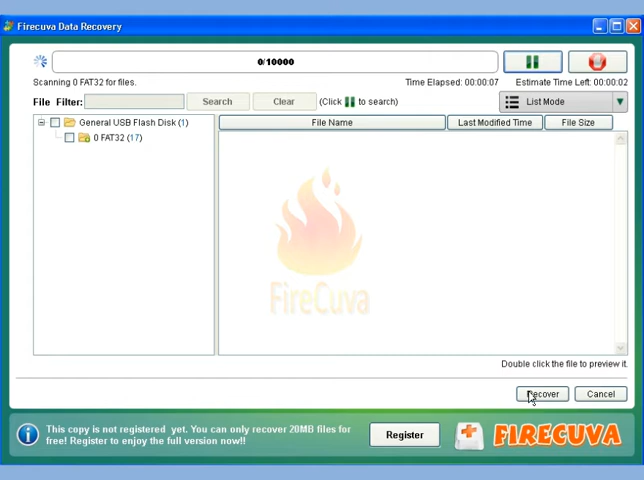 Firecuva Data Recovery
0/10000
Scanning 0 FAT32 for files.
Time Elapsed: 00:00:07 Estimate Time Left: 00:00:02
File Filter: Search Clear (Click to search) List Mode
General USB Flash Disk (1)
0 FAT32 (17)
File Name Last Modified Time File Size
FireCuva
Double click the file to preview it.
Recover Cancel
This copy is not registered yet. You can only recover 20MB files for
free! Register to enjoy the full version now!!
Register
FIRECUVA